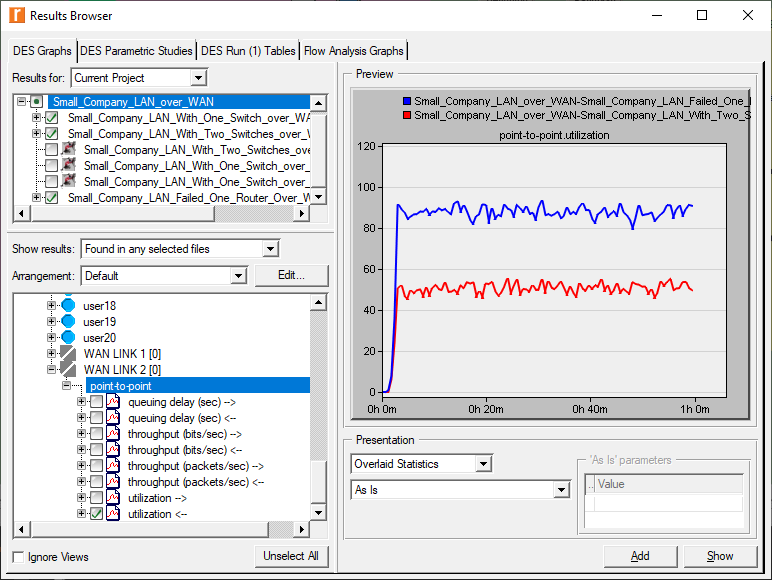 Results Browser
DES Graphs DES Parametric Studies DES Run (1) Tables Flow Analysis Graphs
Results for: Current Project
Small_Company_LAN_over_WAN
Small_Company_LAN_With_One_Switch_over_WA
Small_Company_LAN_With_Two_Switches_over_W
Small_Company_LAN_With_Two_Switches_ove
Small_Company_LAN_With_One_Switch_over_
Small_Company_LAN_With_One_Switch_over_
Small_Company_LAN_Failed_One_Router_Over_W
Show results: Found in any selected files
Arrangement: Default Edit...
user18
user19
user20
WAN LINK 1 [0]
WAN LINK 2 [0]
point-to-point
queuing delay (sec) -->
queuing delay (sec) <--
throughput (bits/sec) -->
throughput (bits/sec) <--
throughput (packets/sec) -->
throughput (packets/sec) <--
utilization -->
utilization <--
Ignore Views Unselect All
Preview
Small_Company_LAN_over_WAN-Small_Company_LAN_Failed_One_
Small_Company_LAN_over_WAN-Small_Company_LAN_With_Two_S
point-to-point.utilization
120
100
80
60
40
20
0
0h 0m 0h 20m 0h 40m 1h 0m
Presentation
Overlaid Statistics
As Is
'As Is' parameters
.. Value
Add Show